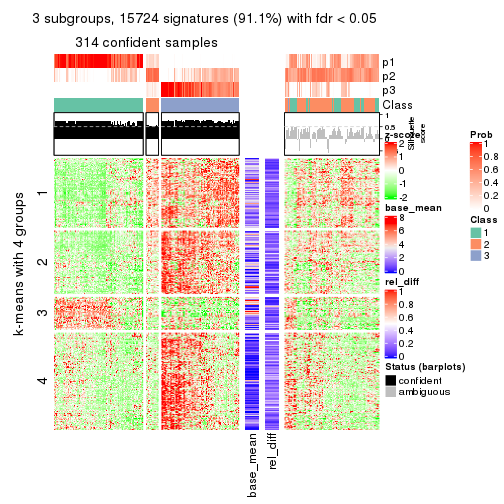 3 subgroups, 15724 signatures (91.1%) with fdr < 0.05
314 confident samples
p1
p2
p3
Class
1
0.5
0
Silhouette
score
k-means with 4 groups
1
2
3
4
base_mean
rel_diff
z-score
2
1
0
-1
-2
base_mean
8
6
4
2
0
rel_diff
1
0.8
0.6
0.4
0.2
0
Status (barplots)
confident
ambiguous
Prob
1
0.8
0.6
0.4
0.2
0
Class
1
2
3